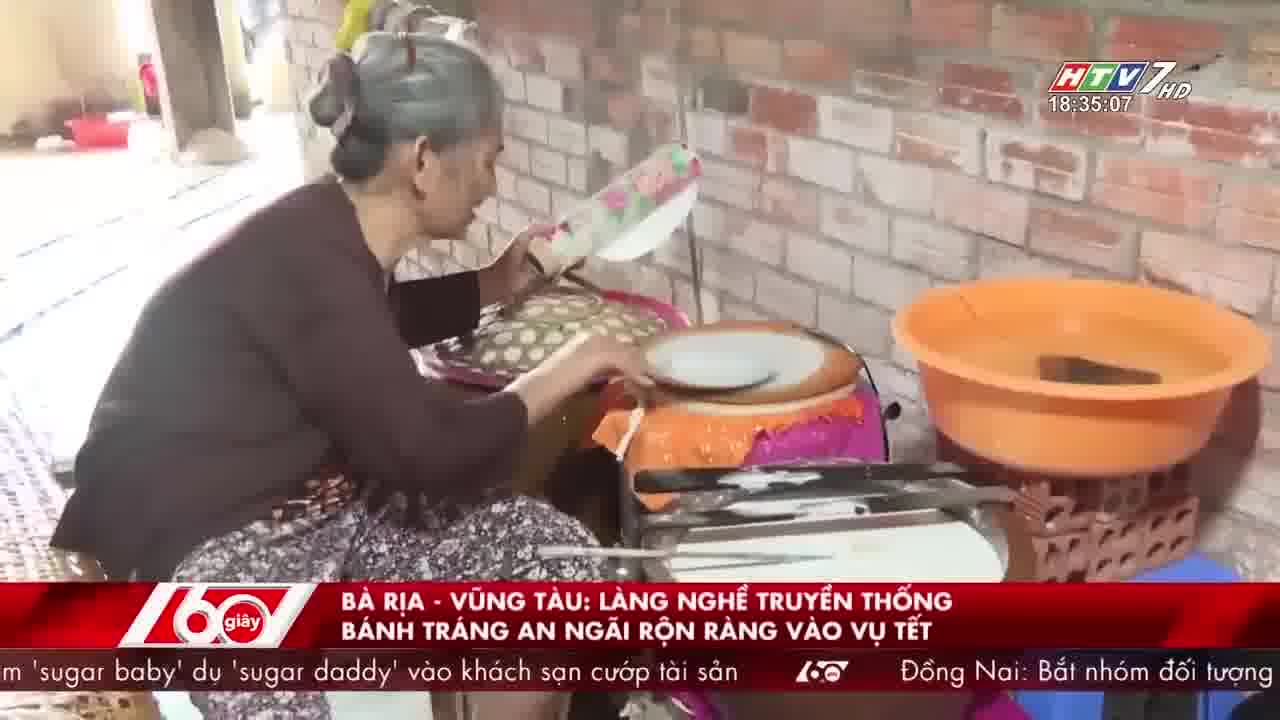 HTV7 HD
18:35:07
60 giây
BÀ RỊA - VŨNG TÀU: LÀNG NGHỀ TRUYỀN THỐNG
BÁNH TRÁNG AN NGÃI RỘN RÀNG VÀO VỤ TẾT
m 'sugar baby' dụ 'sugar daddy' vào khách sạn cướp tài sản
60 giây
Đồng Nai: Bắt nhóm đối tượng